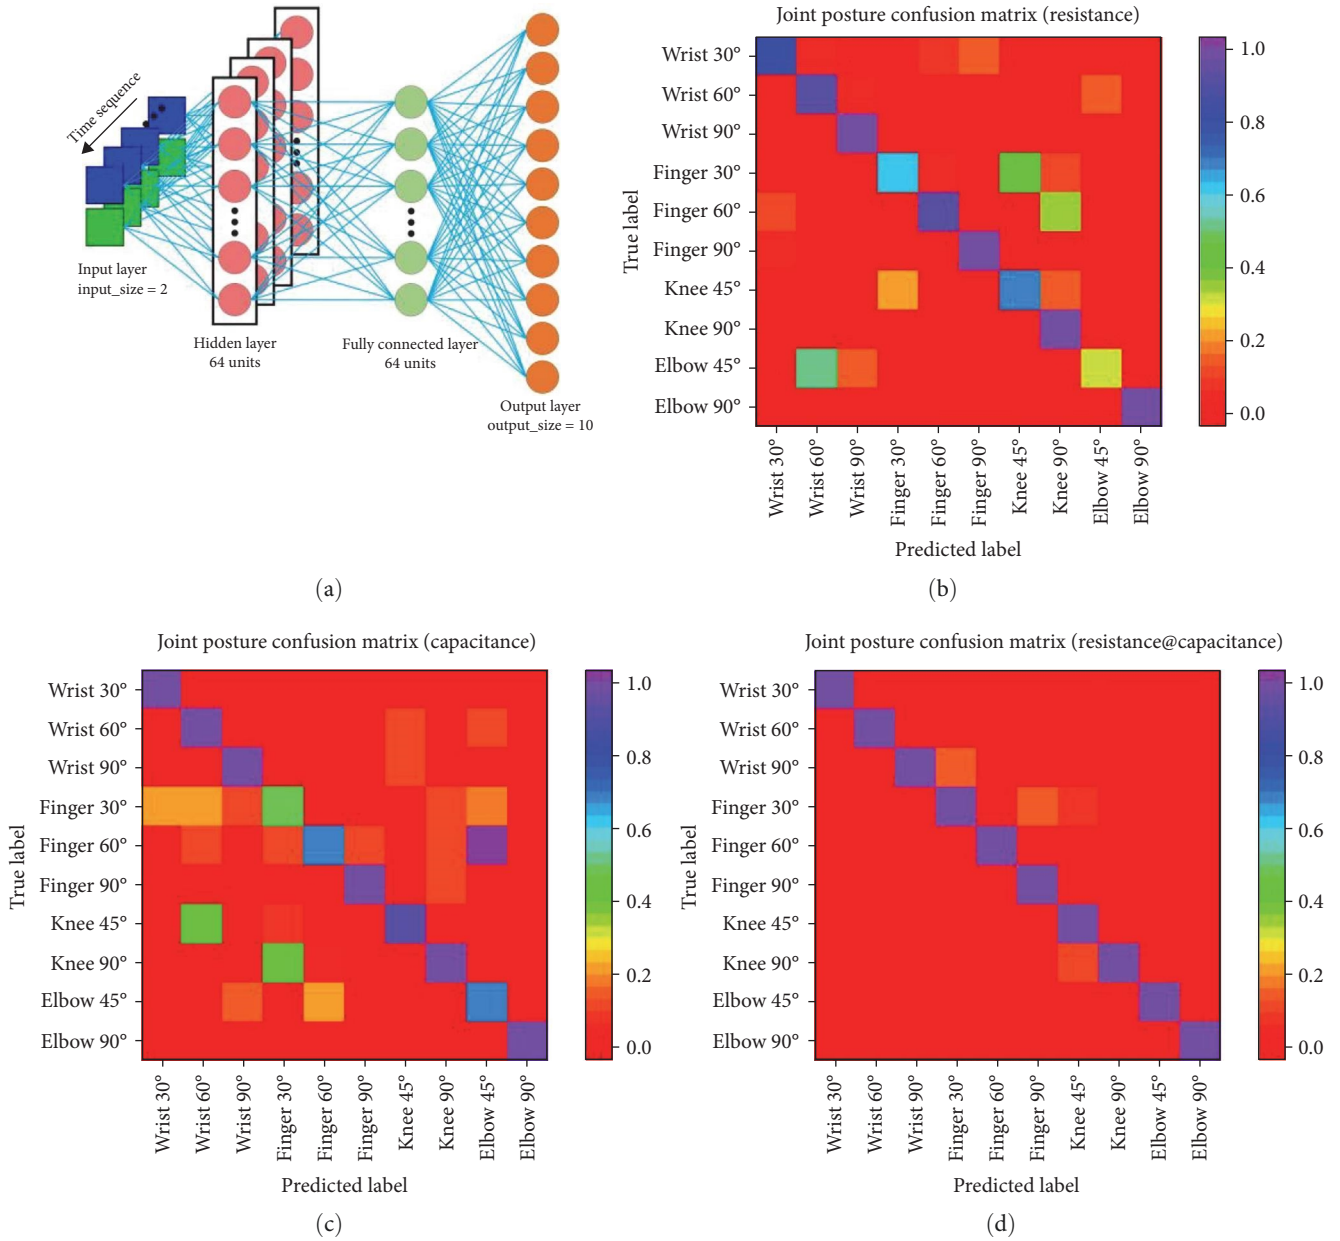 Time sequence
Input layer
input_size = 2
Hidden layer
64 units
Fully connected layer
64 units
Output layer
output_size = 10
(a)
Joint posture confusion matrix (resistance)
True label
Wrist 30°
Wrist 60°
Wrist 90°
Finger 30°
Finger 60°
Finger 90°
Knee 45°
Knee 90°
Elbow 45°
Elbow 90°
Wrist 30°
Wrist 60°
Wrist 90°
Finger 30°
Finger 60°
Finger 90°
Knee 45°
Knee 90°
Elbow 45°
Elbow 90°
Predicted label
1.0
0.8
0.6
0.4
0.2
0.0
(b)
Joint posture confusion matrix (capacitance)
True label
Wrist 30°
Wrist 60°
Wrist 90°
Finger 30°
Finger 60°
Finger 90°
Knee 45°
Knee 90°
Elbow 45°
Elbow 90°
Wrist 30°
Wrist 60°
Wrist 90°
Finger 30°
Finger 60°
Finger 90°
Knee 45°
Knee 90°
Elbow 45°
Elbow 90°
Predicted label
1.0
0.8
0.6
0.4
0.2
0.0
(c)
Joint posture confusion matrix (resistance@capacitance)
True label
Wrist 30°
Wrist 60°
Wrist 90°
Finger 30°
Finger 60°
Finger 90°
Knee 45°
Knee 90°
Elbow 45°
Elbow 90°
Wrist 30°
Wrist 60°
Wrist 90°
Finger 30°
Finger 60°
Finger 90°
Knee 45°
Knee 90°
Elbow 45°
Elbow 90°
Predicted label
1.0
0.8
0.6
0.4
0.2
0.0
(d)